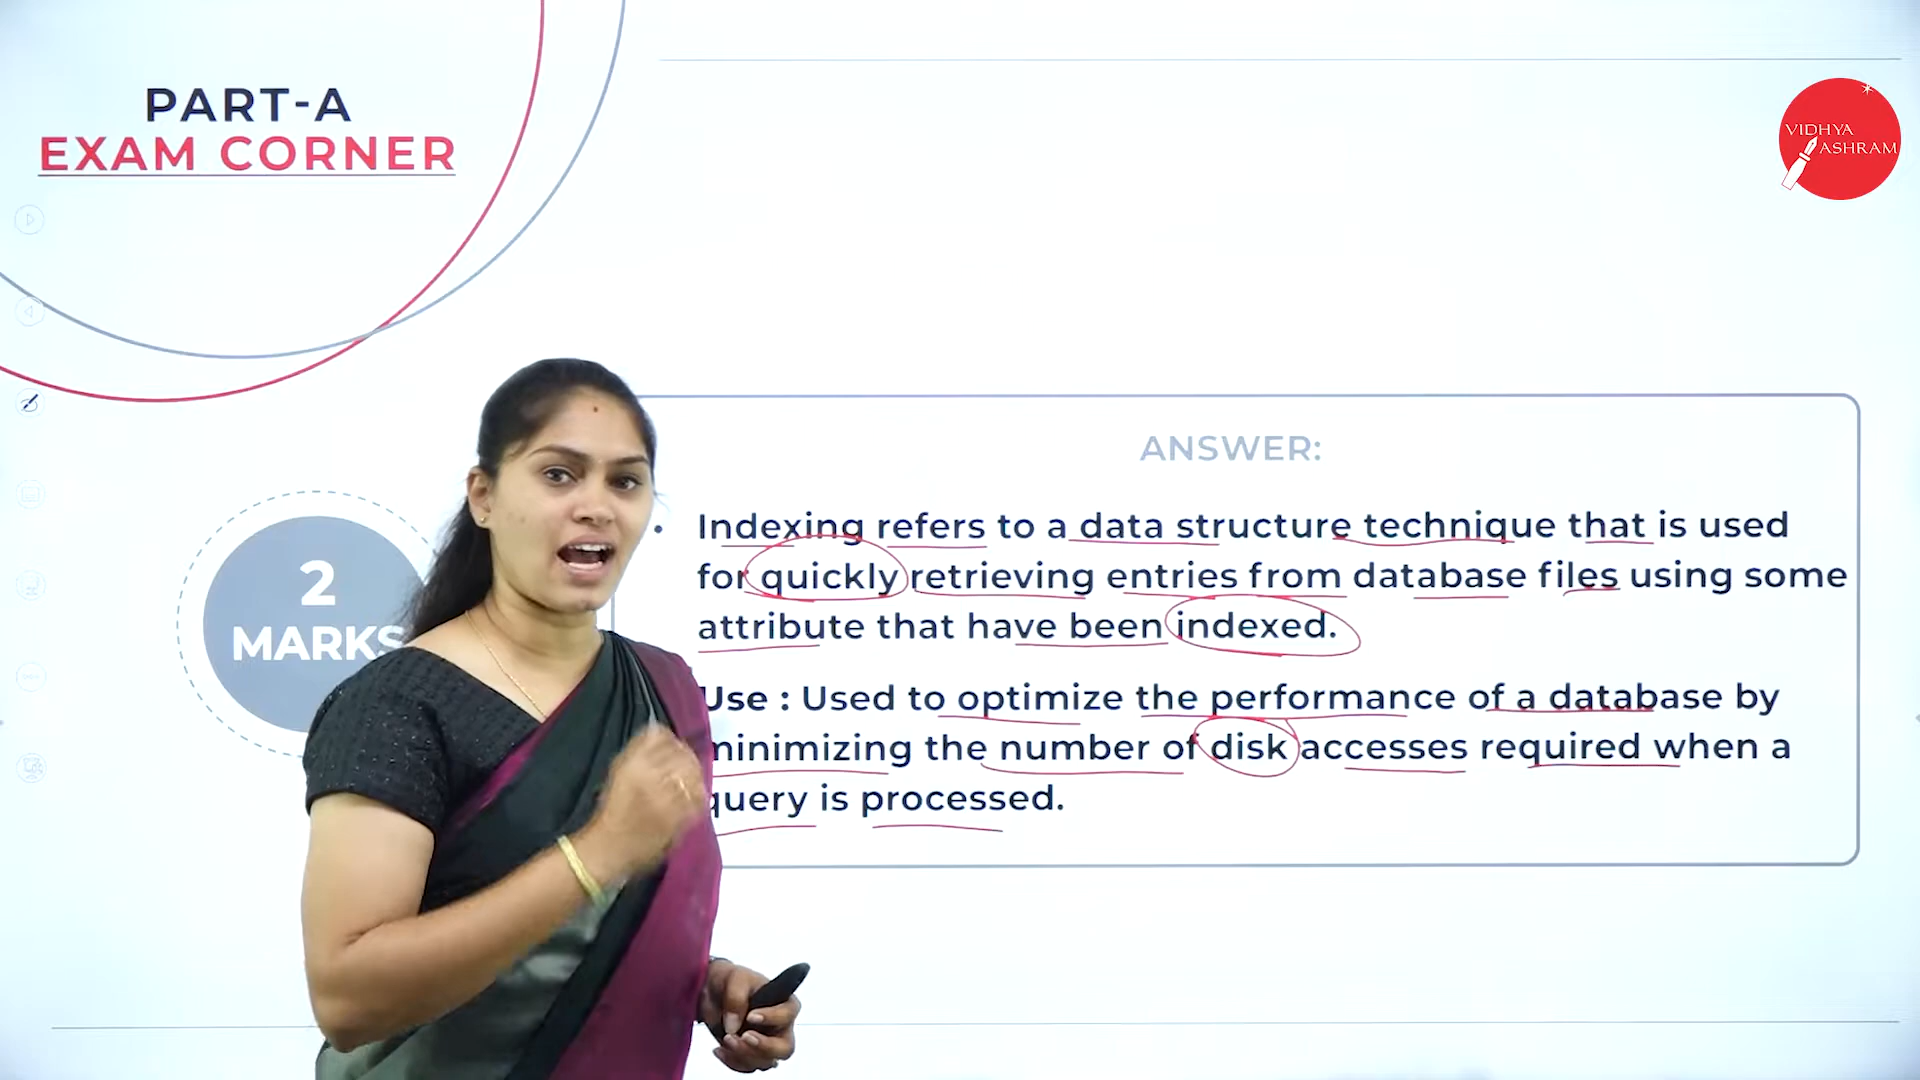 PART-A
EXAM CORNER
VIDHYA
ASHRAM
ANSWER:
• Indexing refers to a data structure technique that is used
for quickly retrieving entries from database files using some
attribute that have been indexed.
Use : Used to optimize the performance of a database by
minimizing the number of disk accesses required when a
query is processed.
2
MARKS